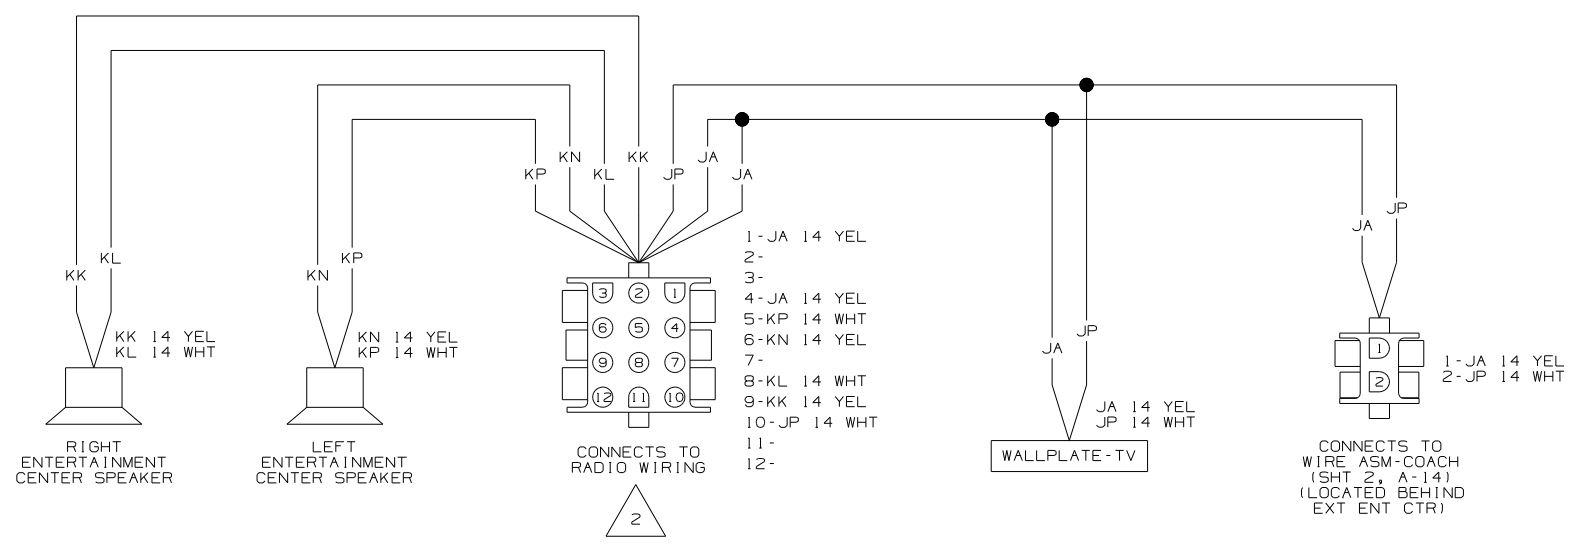 KK
KL
KK 14 YEL
KL 14 WHT
RIGHT
ENTERTAINMENT
CENTER SPEAKER
KN
KP
KN 14 YEL
KP 14 WHT
LEFT
ENTERTAINMENT
CENTER SPEAKER
KP
KN
KL
KK
JP
JA
JA
3 2 1
6 5 4
9 8 7
12 11 10
1-JA 14 YEL
2-
3-
4-JA 14 YEL
5-KP 14 WHT
6-KN 14 YEL
7-
8-KL 14 WHT
9-KK 14 YEL
10-JP 14 WHT
11-
12-
CONNECTS TO
RADIO WIRING
2
JA
JP
JA 14 YEL
JP 14 WHT
WALLPLATE-TV
JA
JP
1
2
1-JA 14 YEL
2-JP 14 WHT
CONNECTS TO
WIRE ASM-COACH
(SHT 2, A-14)
(LOCATED BEHIND
EXT ENT CTR)